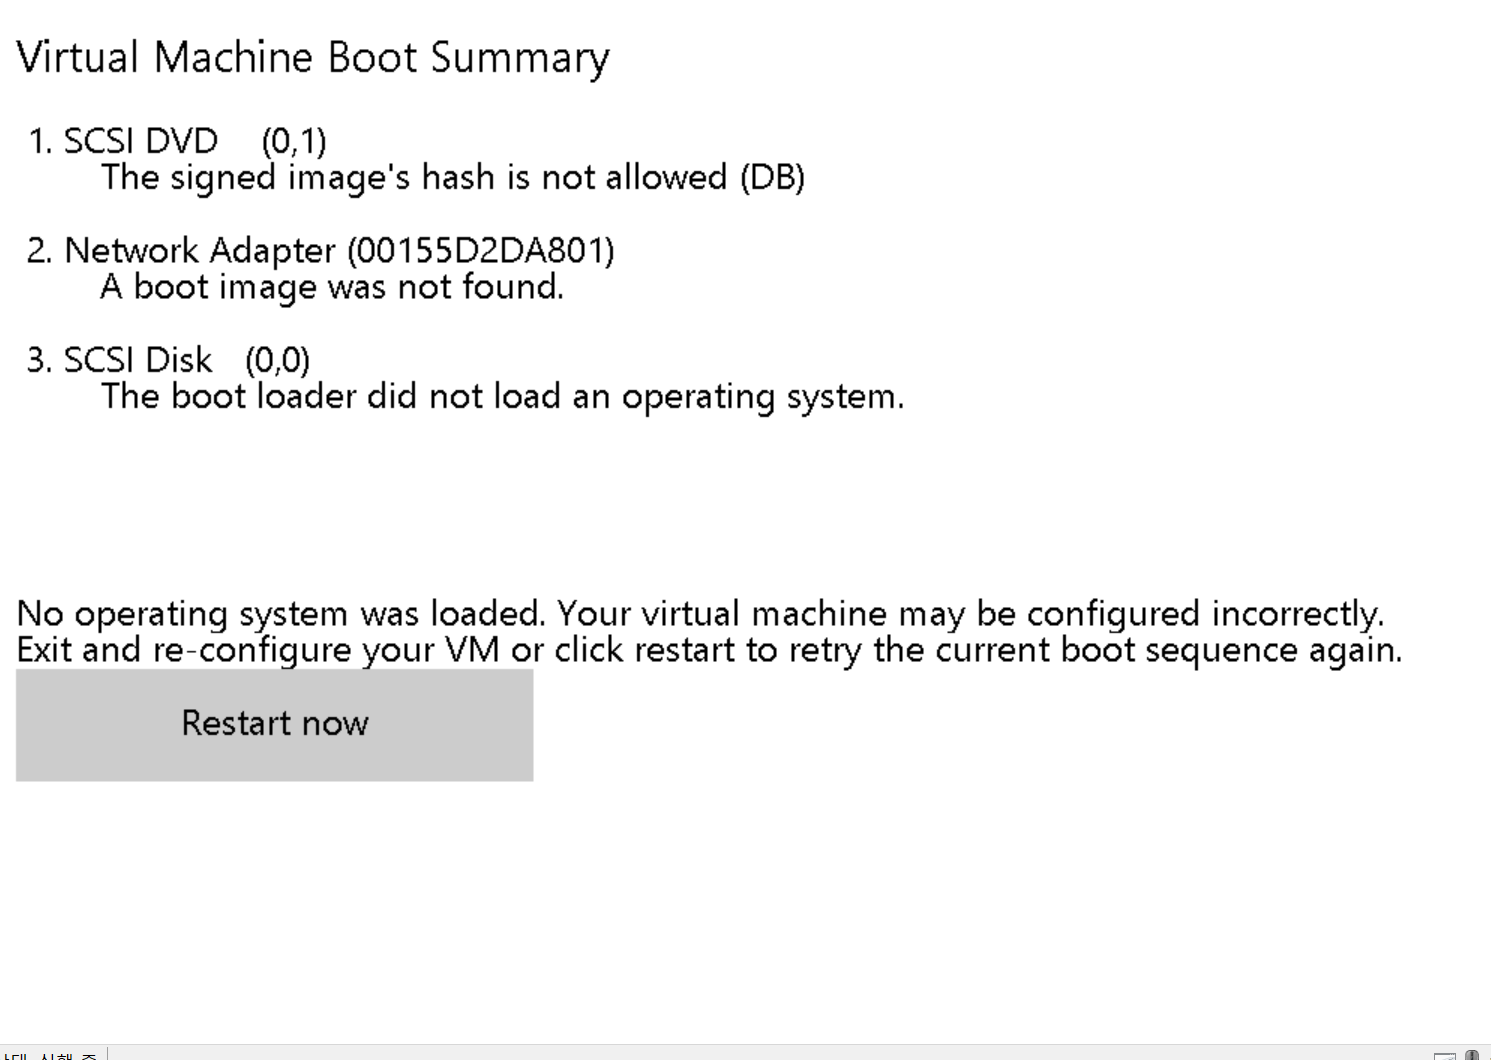 Virtual Machine Boot Summary
1. SCSI DVD (0,1)
The signed image's hash is not allowed (DB)
2. Network Adapter (00155D2DA801)
A boot image was not found.
3. SCSI Disk (0,0)
The boot loader did not load an operating system.
No operating system was loaded. Your virtual machine may be configured incorrectly.
Exit and re-configure your VM or click restart to retry the current boot sequence again.
Restart now